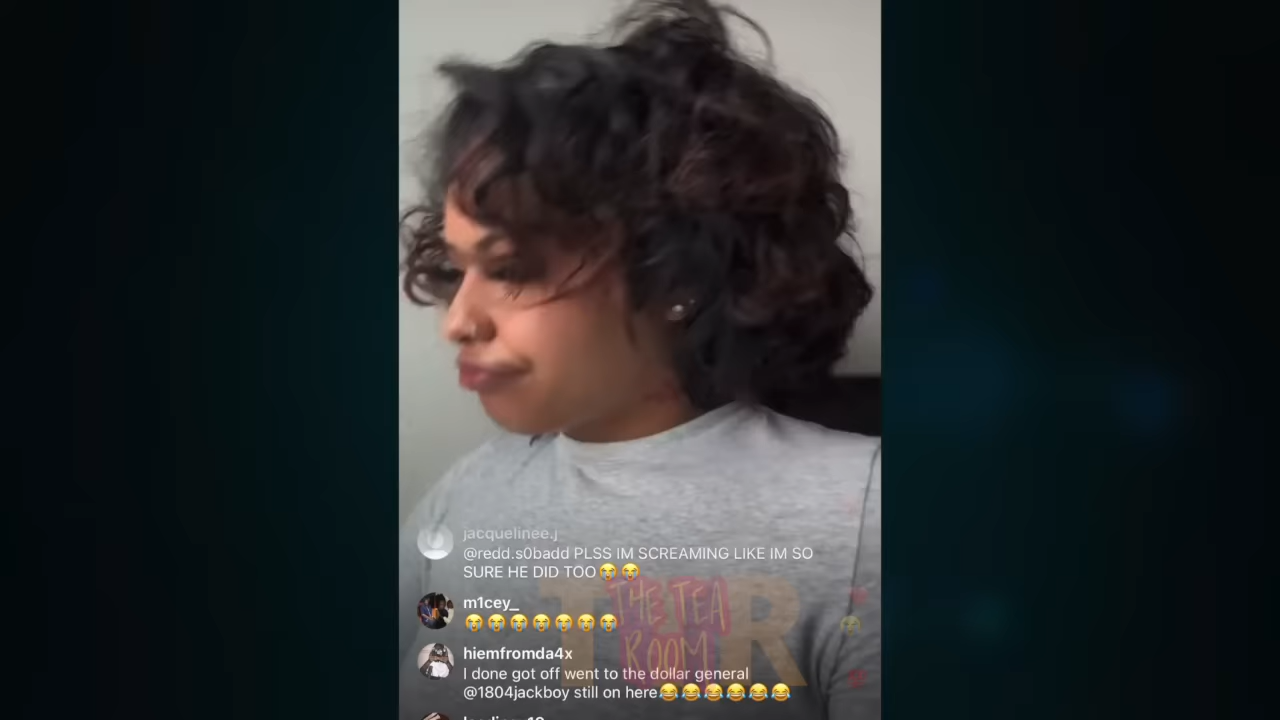 jacquelinee.j
@redd.s0badd PLSS IM SCREAMING LIKE IM SO
SURE HE DID TOO😭😭
m1cey_
😭😭😭😭😭😭😭
THE TEA
ROOM
hiemfromda4x
I done got off went to the dollar general
@1804jackboy still on here😂😂😂😂😂😂